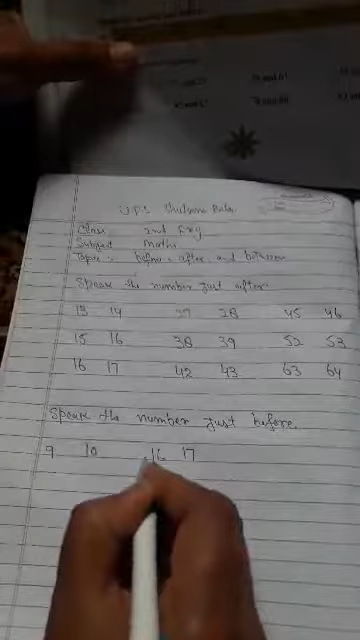 Class 2nd
Subject Maths
Topic :- before, after, and between
Speak the number just after
13 14 27 28 45 46
15 16 38 39 52 53
16 17 42 43 63 64
Speak the number just before
9 10 16 17